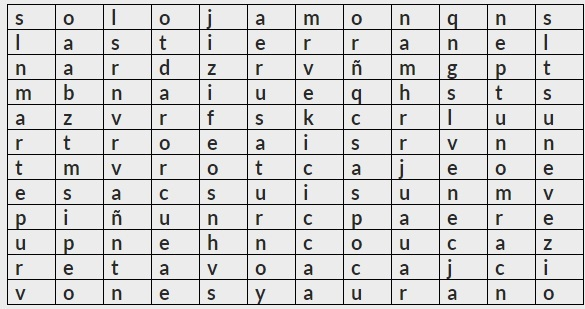 s o l o j a m o n q n s
l a s t i e r r a n e l
n a r d z r v ñ m g p t
m b n a i u e q h s t s
a z v r f s k c r l u u
r t r o e a i s r v n n
t m v r o t c a j e o e
e s a c s u i s u n m v
p i ñ u n r c p a e r e
u p n e h n c o u c a z
r e t a v o a c a j c i
v o n e s y a u r a n o